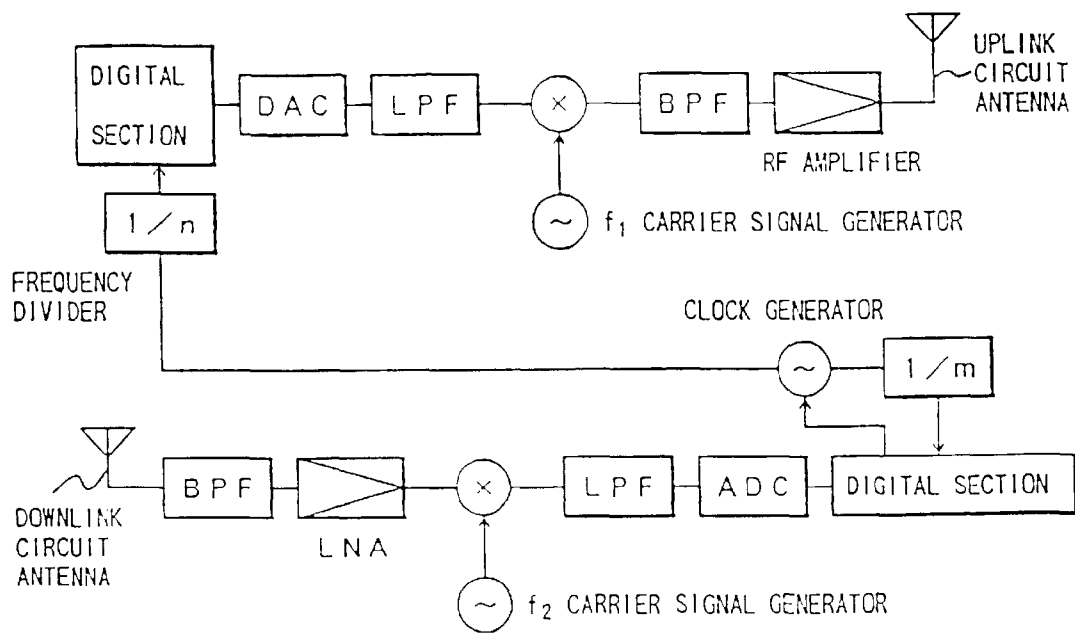 DIGITAL
SECTION
DAC
LPF
×
BPF
UPLINK
CIRCUIT
ANTENNA
RF AMPLIFIER
1/n
~
f₁ CARRIER SIGNAL GENERATOR
FREQUENCY
DIVIDER
CLOCK GENERATOR
~
1/m
BPF
×
LPF
ADC
DIGITAL SECTION
DOWNLINK
CIRCUIT
ANTENNA
LNA
~
f₂ CARRIER SIGNAL GENERATOR